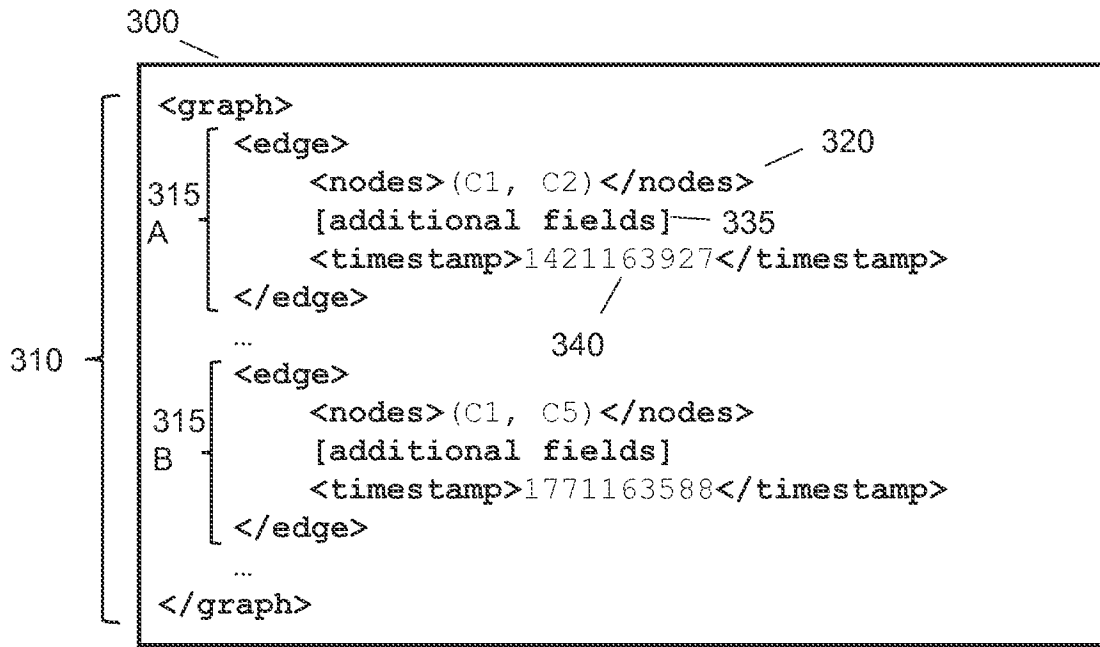 300
<graph>
<edge>
320
<nodes>(C1, C2)</nodes>
315
A
[additional fields]
335
<timestamp>1421163927</timestamp>
</edge>
...
340
310
<edge>
<nodes>(C1, C5)</nodes>
315
B
[additional fields]
<timestamp>1771163588</timestamp>
</edge>
...
</graph>